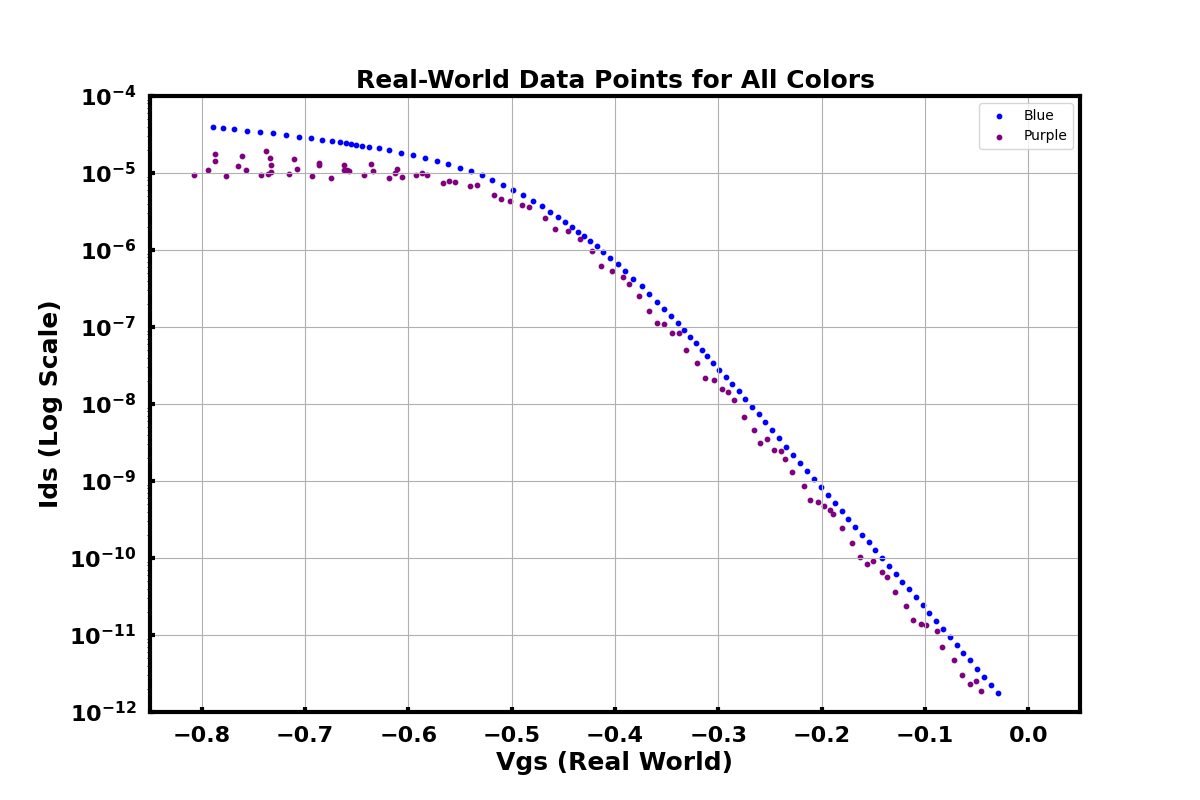 Real-World Data Points for All Colors
Blue
Purple
10⁻⁴
10⁻⁵
10⁻⁶
10⁻⁷
10⁻⁸
10⁻⁹
10⁻¹⁰
10⁻¹¹
10⁻¹²
Ids (Log Scale)
−0.8 −0.7 −0.6 −0.5 −0.4 −0.3 −0.2 −0.1 0.0
Vgs (Real World)